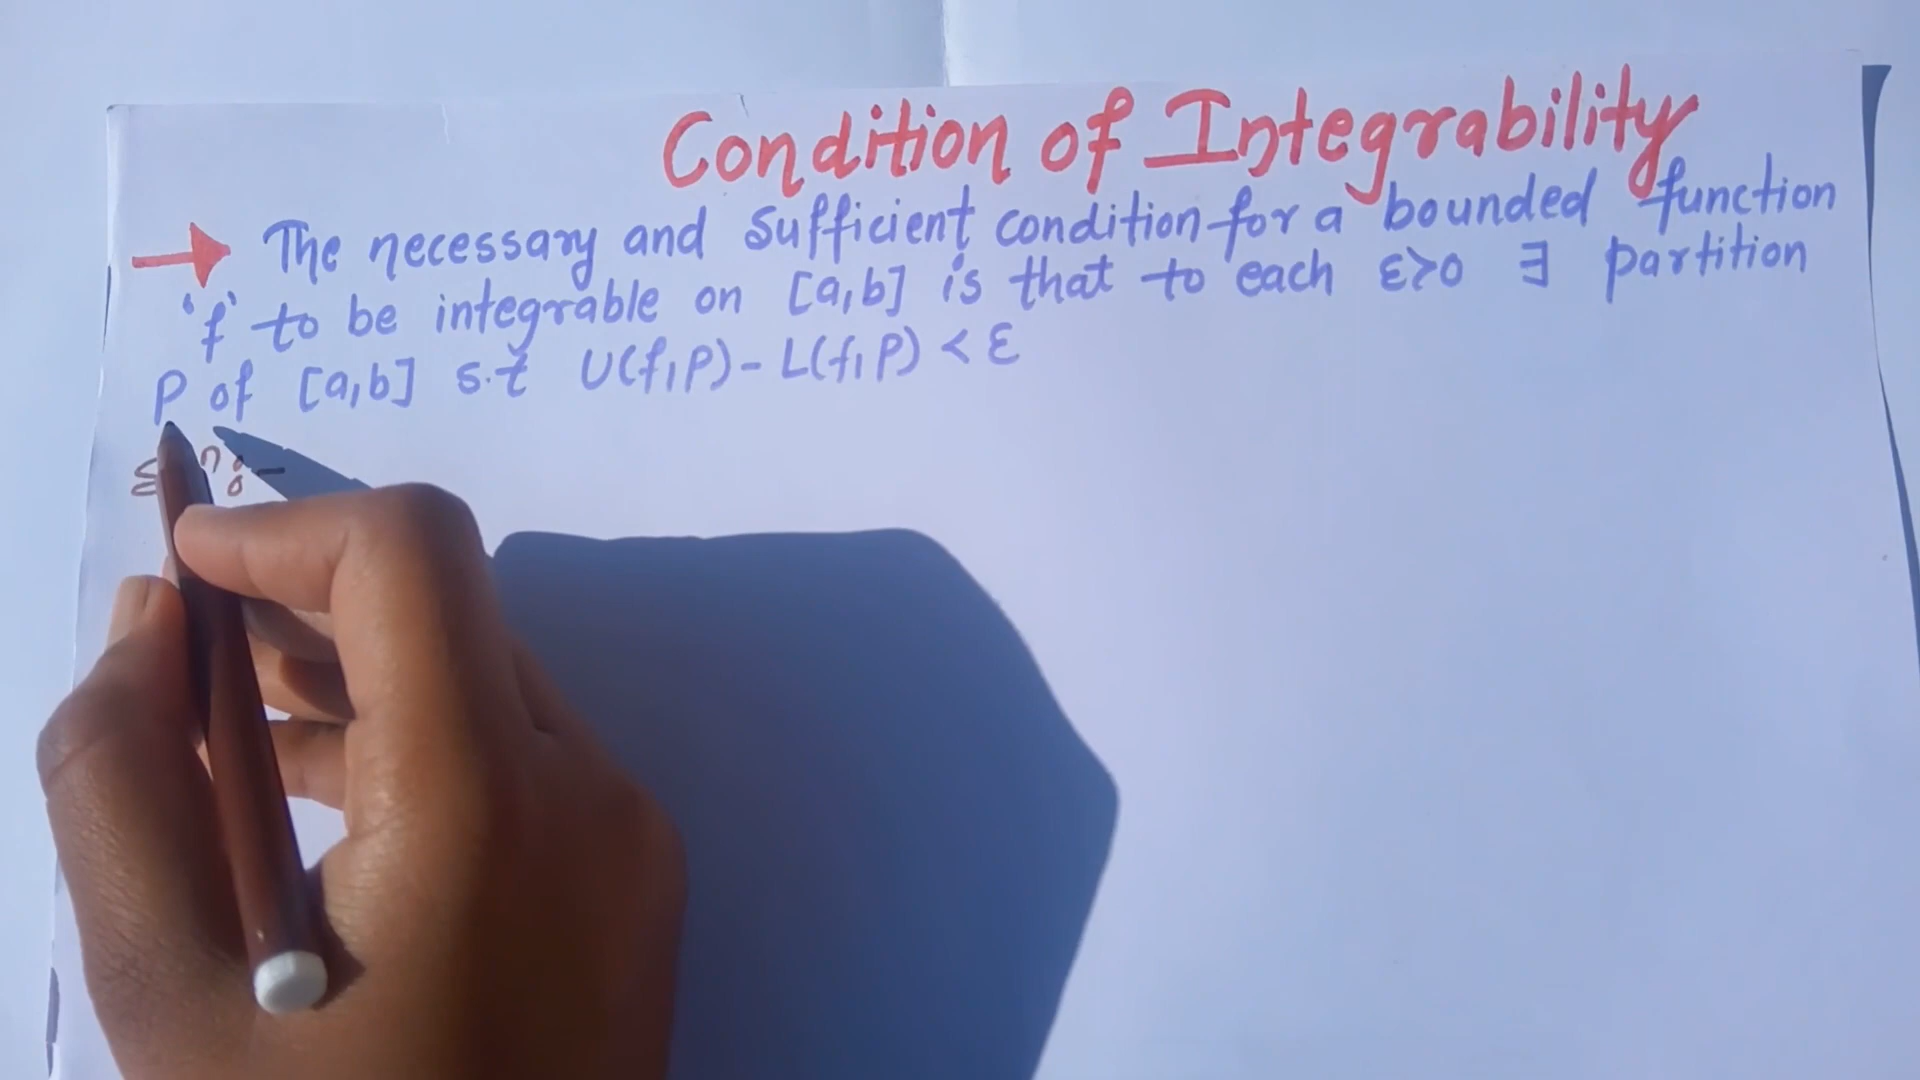 Condition of Integrability
The necessary and sufficient condition for a bounded function
'f' to be integrable on [a,b] is that to each ε>0 ∃ partition
P of [a,b] s.t U(f,P)-L(f,P) < ε